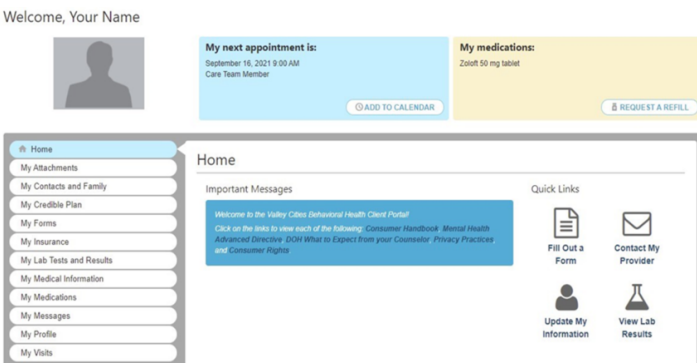 Welcome, Your Name
My next appointment is:
September 16, 2021 9:00 AM
Care Team Member
ADD TO CALENDAR
My medications:
Zoloft 50 mg tablet
REQUEST A REFILL
Home
My Attachments
My Contacts and Family
My Credible Plan
My Forms
My Insurance
My Lab Tests and Results
My Medical Information
My Medications
My Messages
My Profile
My Visits
Home
Important Messages
Welcome to the Valley Cities Behavioral Health Client Portal!
Click on the links to view each of the following: Consumer Handbook, Mental Health
Advanced Directive, DOH What to Expect from your Counselor, Privacy Practices,
and Consumer Rights
Quick Links
Fill Out a
Form
Contact My
Provider
Update My
Information
View Lab
Results